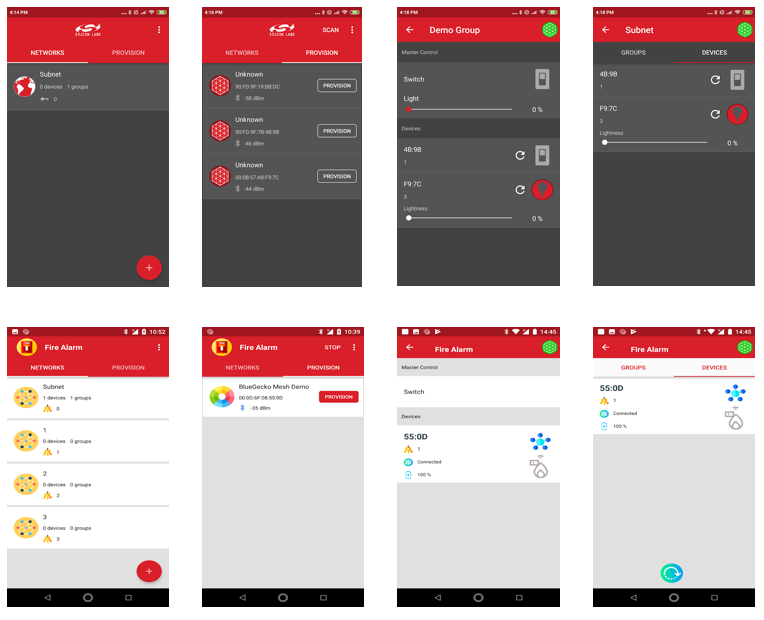 4:14 PM
SILICON LABS
NETWORKS PROVISION
Subnet
0 devices 1 groups
0
4:16 PM
SILICON LABS
SCAN
NETWORKS PROVISION
Unknown
90:FD:9F:19:BB:DC
PROVISION
-58 dBm
Unknown
90:FD:9F:7B:4B:9B
PROVISION
-46 dBm
Unknown
00:0B:57:A8:F9:7C
PROVISION
-44 dBm
4:18 PM
Demo Group
Master Control
Switch
Light
0 %
Devices
4B:9B
1
F9:7C
3
Lightness
0 %
4:18 PM
Subnet
GROUPS DEVICES
4B:9B
1
F9:7C
3
Lightness
0 %
10:52
Fire Alarm
NETWORKS PROVISION
Subnet
1 devices 1 groups
0
1
0 devices 0 groups
1
2
0 devices 0 groups
2
3
0 devices 0 groups
3
10:39
Fire Alarm STOP
NETWORKS PROVISION
BlueGecko Mesh Demo
00:0D:6F:08:55:0D
PROVISION
-35 dBm
14:45
Fire Alarm
Master Control
Switch
Devices
55:0D
1
Connected
100 %
14:45
Fire Alarm
GROUPS DEVICES
55:0D
1
Connected
100 %